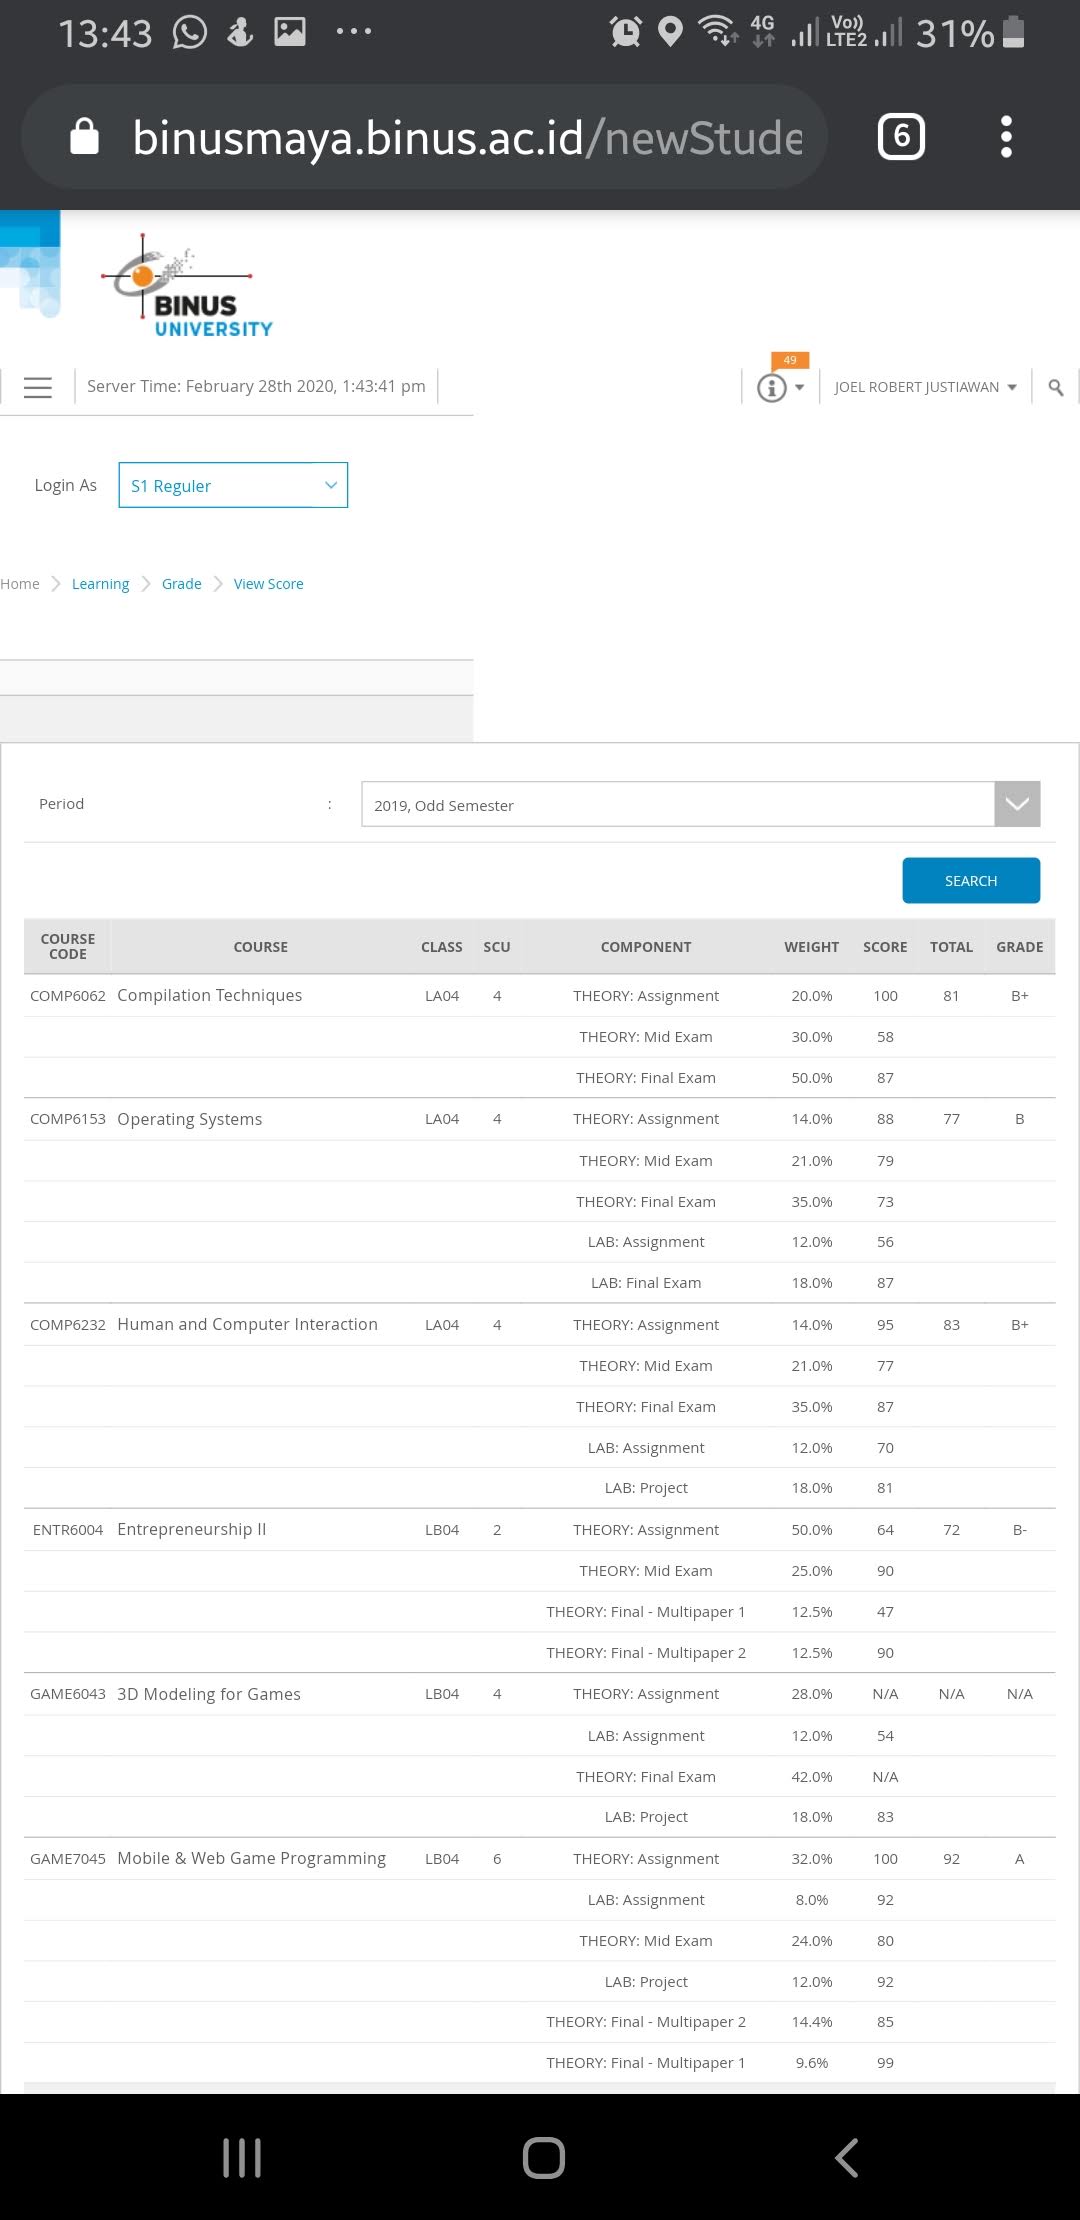 13:43 4G Vo)) LTE2 31%
binusmaya.binus.ac.id/newStude 6
BINUS
UNIVERSITY
49
Server Time: February 28th 2020, 1:43:41 pm JOEL ROBERT JUSTIAWAN
Login As S1 Reguler
Home Learning Grade View Score
Period : 2019, Odd Semester
SEARCH
COURSE CODE COURSE CLASS SCU COMPONENT WEIGHT SCORE TOTAL GRADE
COMP6062 Compilation Techniques LA04 4 THEORY: Assignment 20.0% 100 81 B+
THEORY: Mid Exam 30.0% 58
THEORY: Final Exam 50.0% 87
COMP6153 Operating Systems LA04 4 THEORY: Assignment 14.0% 88 77 B
THEORY: Mid Exam 21.0% 79
THEORY: Final Exam 35.0% 73
LAB: Assignment 12.0% 56
LAB: Final Exam 18.0% 87
COMP6232 Human and Computer Interaction LA04 4 THEORY: Assignment 14.0% 95 83 B+
THEORY: Mid Exam 21.0% 77
THEORY: Final Exam 35.0% 87
LAB: Assignment 12.0% 70
LAB: Project 18.0% 81
ENTR6004 Entrepreneurship II LB04 2 THEORY: Assignment 50.0% 64 72 B-
THEORY: Mid Exam 25.0% 90
THEORY: Final - Multipaper 1 12.5% 47
THEORY: Final - Multipaper 2 12.5% 90
GAME6043 3D Modeling for Games LB04 4 THEORY: Assignment 28.0% N/A N/A N/A
LAB: Assignment 12.0% 54
THEORY: Final Exam 42.0% N/A
LAB: Project 18.0% 83
GAME7045 Mobile & Web Game Programming LB04 6 THEORY: Assignment 32.0% 100 92 A
LAB: Assignment 8.0% 92
THEORY: Mid Exam 24.0% 80
LAB: Project 12.0% 92
THEORY: Final - Multipaper 2 14.4% 85
THEORY: Final - Multipaper 1 9.6% 99